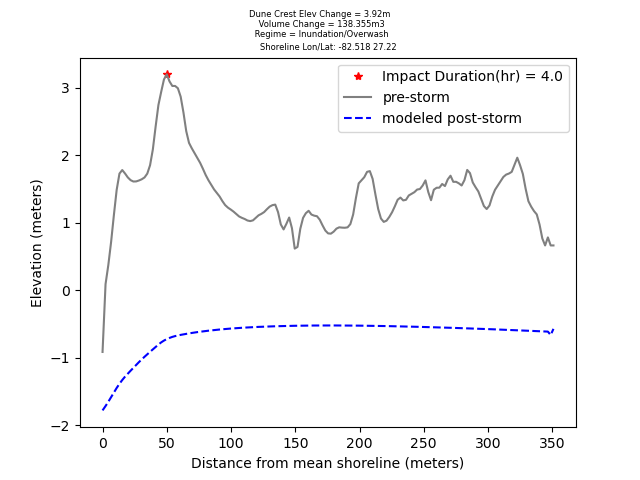 Dune Crest Elev Change = 3.92m
Volume Change = 138.355m3
Regime = Inundation/Overwash
Shoreline Lon/Lat: -82.518 27.22
Impact Duration(hr) = 4.0
pre-storm
modeled post-storm
Elevation (meters)
3
2
1
0
−1
−2
0 50 100 150 200 250 300 350
Distance from mean shoreline (meters)